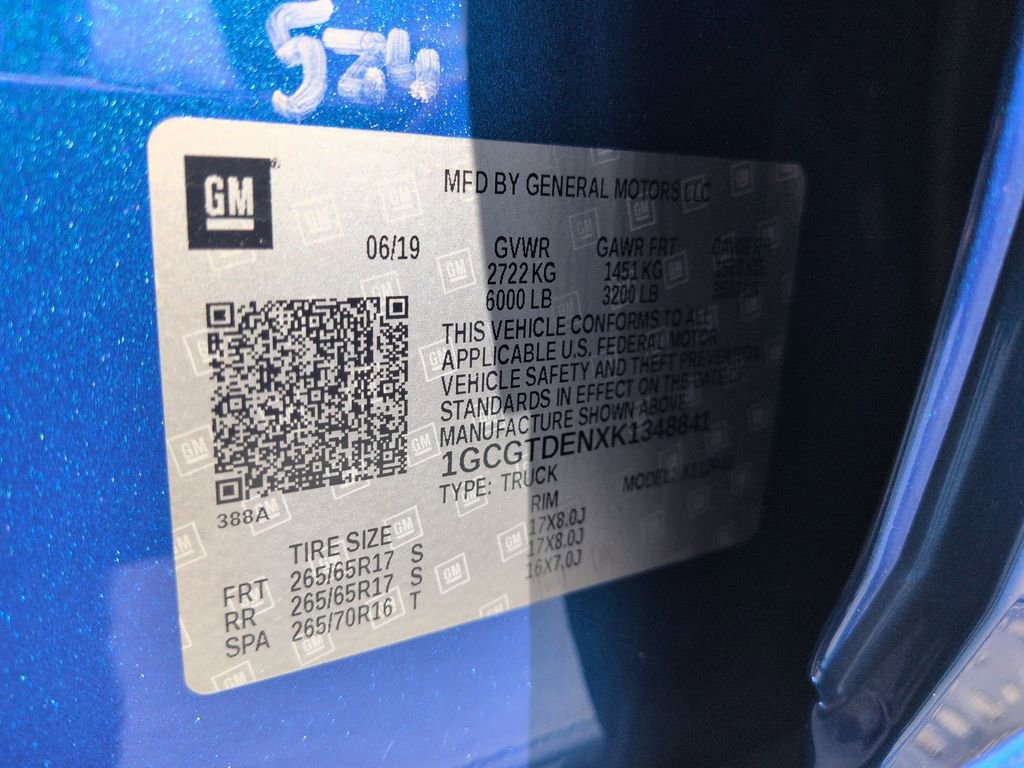 524
GM
MFD BY GENERAL MOTORS LLC
06/19 GVWR GAWR FRT GAWR RR
2722 KG 1451 KG
6000 LB 3200 LB
THIS VEHICLE CONFORMS TO ALL
APPLICABLE U.S. FEDERAL MOTOR
VEHICLE SAFETY AND THEFT PREVENTION
STANDARDS IN EFFECT ON THE DATE OF
MANUFACTURE SHOWN ABOVE.
1GCGTDENXK1348841
TYPE: TRUCK MODEL:
388A
TIRE SIZE RIM
FRT 265/65R17 S 17X8.0J
RR 265/65R17 S 17X8.0J
SPA 265/70R16 T 16X7.0J